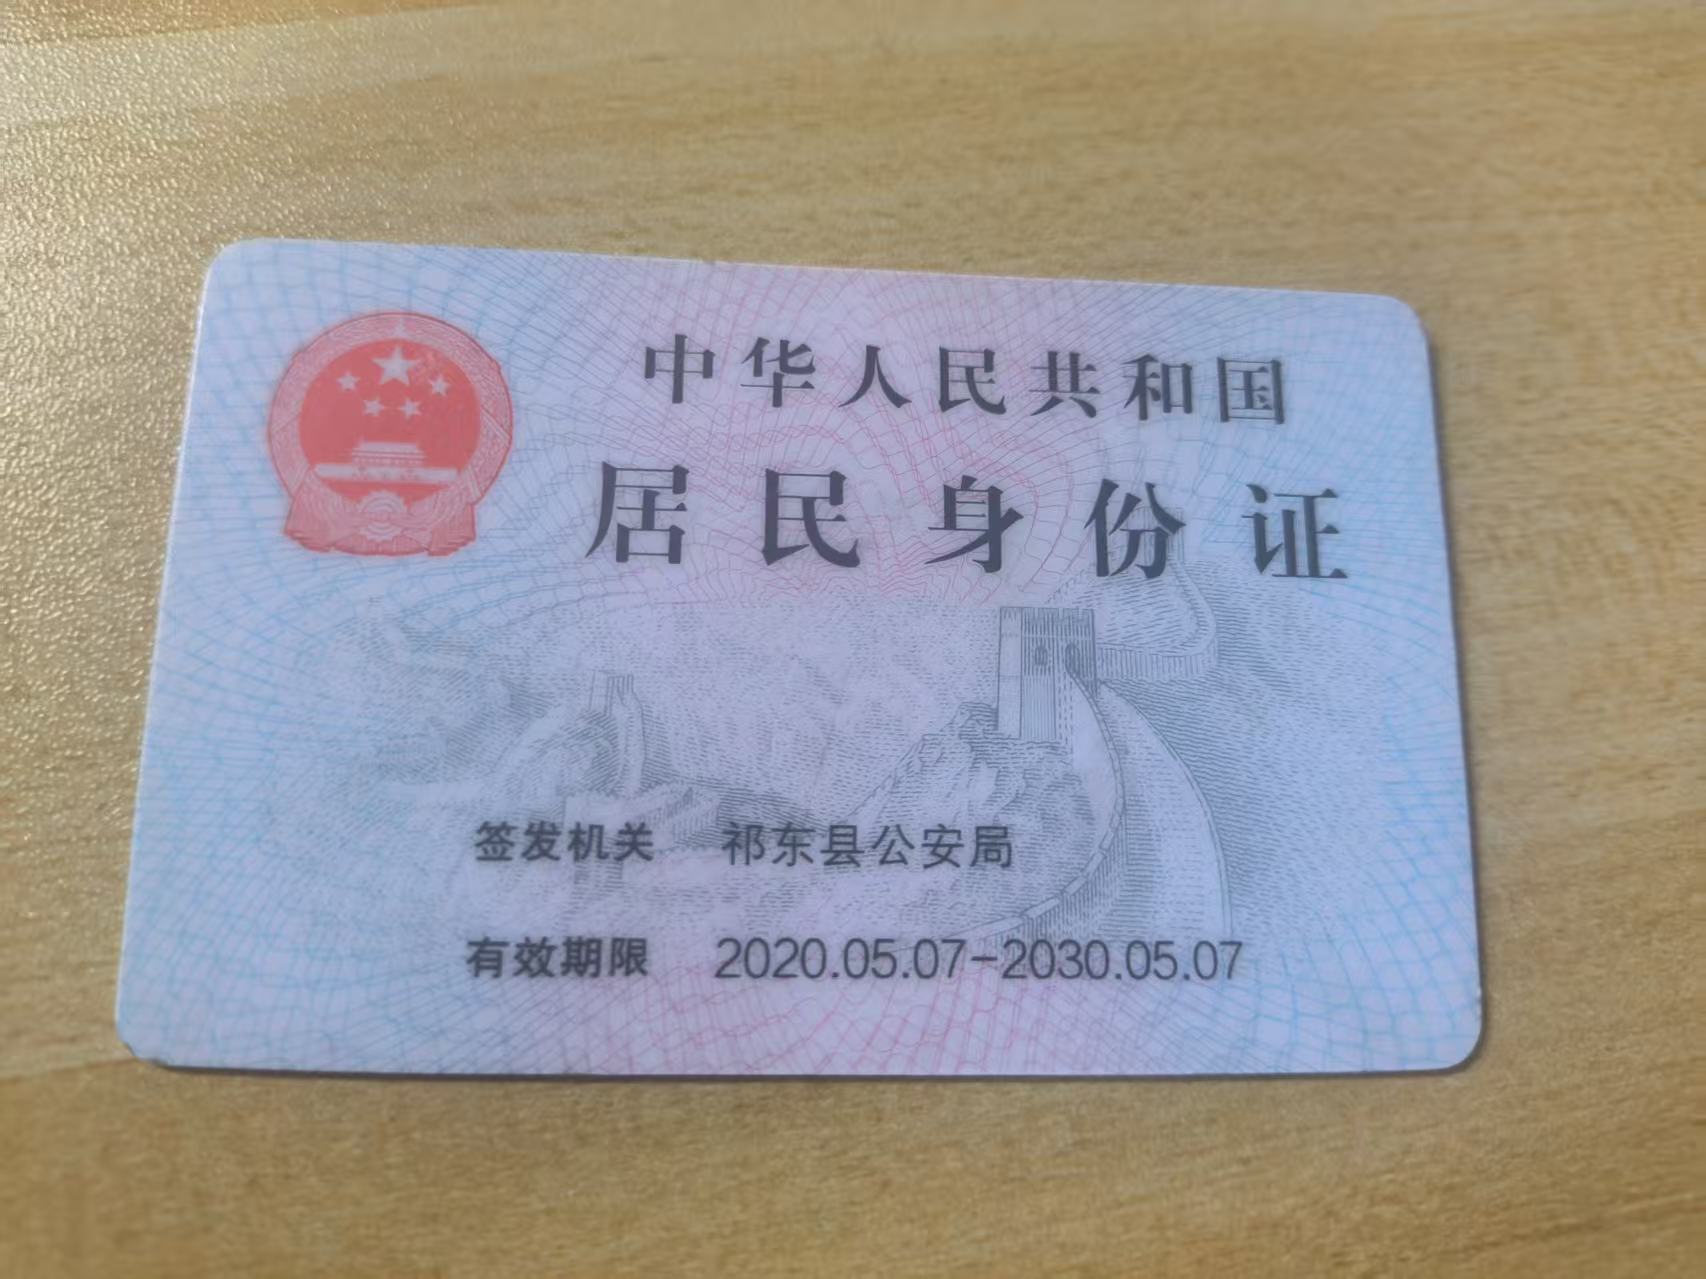 中华人民共和国
居民身份证
签发机关 祁东县公安局
有效期限 2020.05.07-2030.05.07